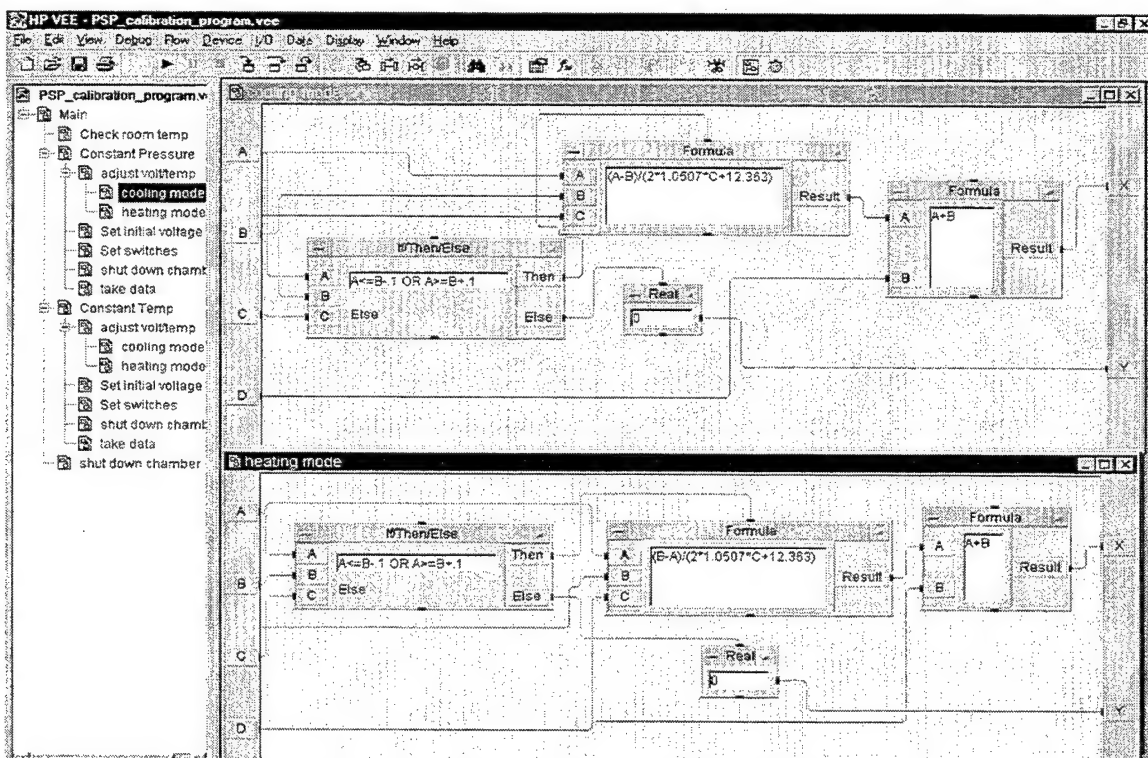 HP VEE - PSP_calibration_program.vee
File Edit View Debug Flow Device I/O Data Display Window Help
PSP_calibration_program.v
Main
Check room temp
Constant Pressure
adjust volt/temp
cooling mode
heating mode
Set initial voltage
Set switches
shut down chamb
take data
Constant Temp
adjust volt/temp
cooling mode
heating mode
Set initial voltage
Set switches
shut down chamb
take data
shut down chamber
cooling mode
A
B
C
D
Formula
A
B
C
(A-B)/(2*1.0507*C+12.363)
Result
If/Then/Else
A
B
C
A<=B-.1 OR A>=B+.1
Else
Then
Else
Real
0
Formula
A
B
A+B
Result
X
Y
heating mode
A
B
C
D
If/Then/Else
A
B
C
A<=B-.1 OR A>=B+.1
Else
Then
Else
Formula
A
B
C
(B-A)/(2*1.0507*C+12.363)
Result
Real
0
Formula
A
B
A+B
Result
X
Y